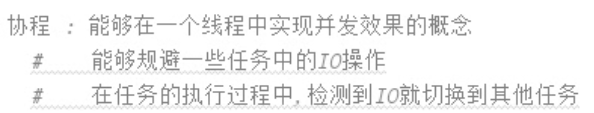 协程 : 能够在一个线程中实现并发效果的概念
#    能够规避一些任务中的IO操作
#    在任务的执行过程中,检测到IO就切换到其他任务